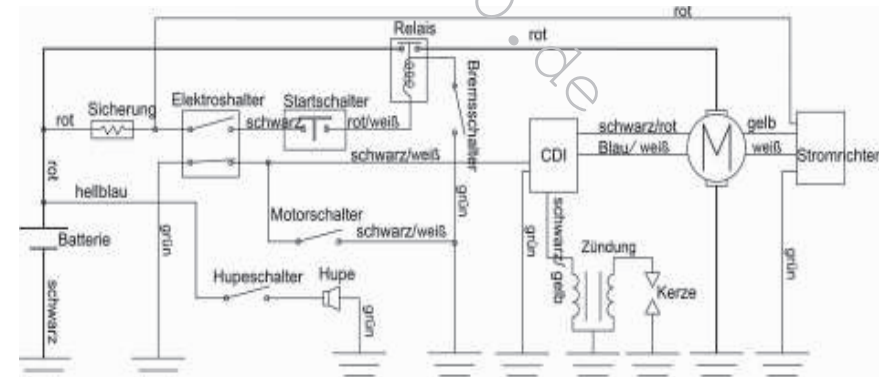 rot
Relais
rot
Bremsschalter
Sicherung
Elektroshalter
Startschalter
rot
schwarz
rot/weiß
schwarz/rot
gelb
CDI
M
Blau/ weiß
weiß
Stromrichter
schwarz/weiß
rot
hellblau
grün
Motorschalter
schwarz/weiß
grün
Batterie
grün
schwarz/ gelb
Zündung
grün
Hupeschalter
Hupe
Kerze
schwarz
grün
.de